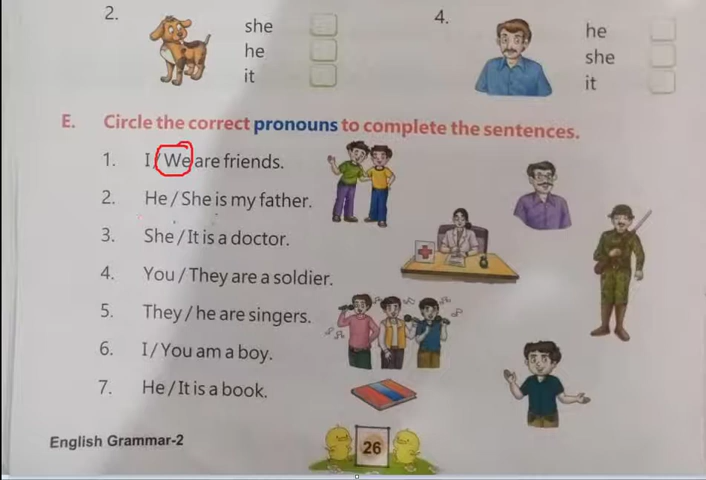 2.
she
he
it
4.
he
she
it
E. Circle the correct pronouns to complete the sentences.
1. I / We are friends.
2. He / She is my father.
3. She / It is a doctor.
4. You / They are a soldier.
5. They / he are singers.
6. I / You am a boy.
7. He / It is a book.
English Grammar-2
26